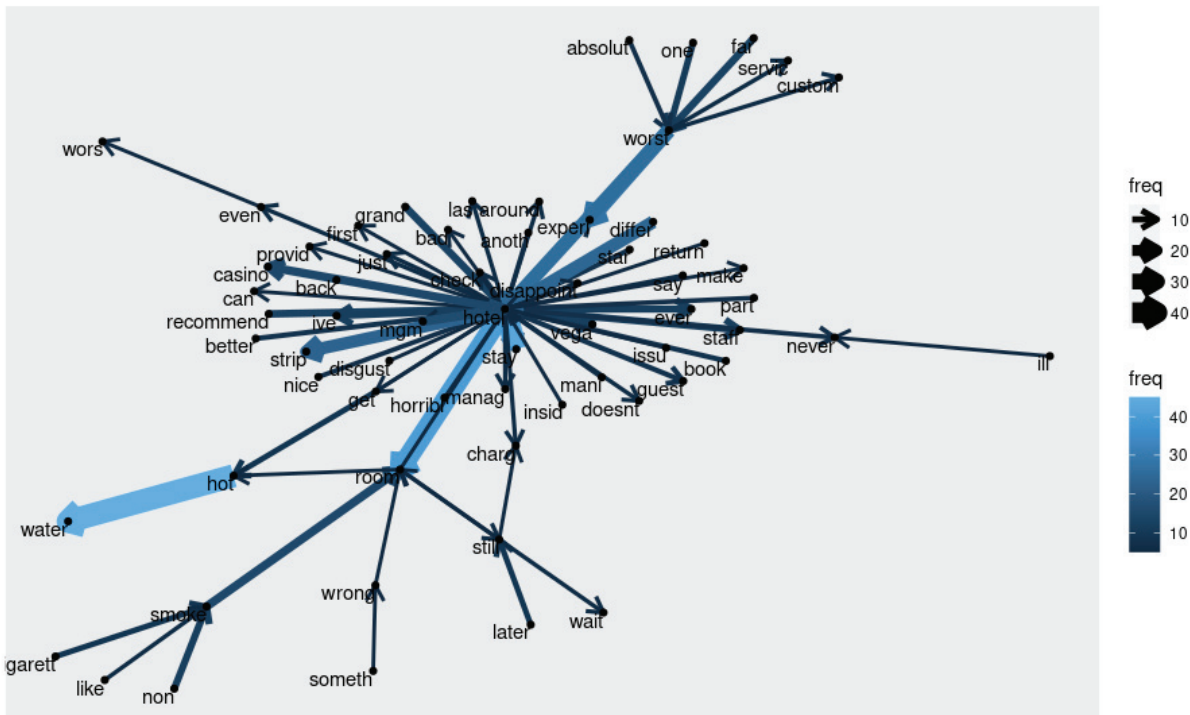 absolut
one
far
servic
custom
worst
wors
even
grand
las
around
first
bad
anoth
experi
differ
provid
just
star
return
casino
check
back
disappoint
say
make
can
recommend
ive
mgm
hotel
vega
ever
part
better
staff
never
ill
strip
nice
disgust
stay
issu
book
get
horribl
manag
insid
mani
doesnt
guest
charg
room
hot
water
still
wrong
smoke
later
wait
garett
like
non
someth
freq
10
20
30
40
freq
40
30
20
10